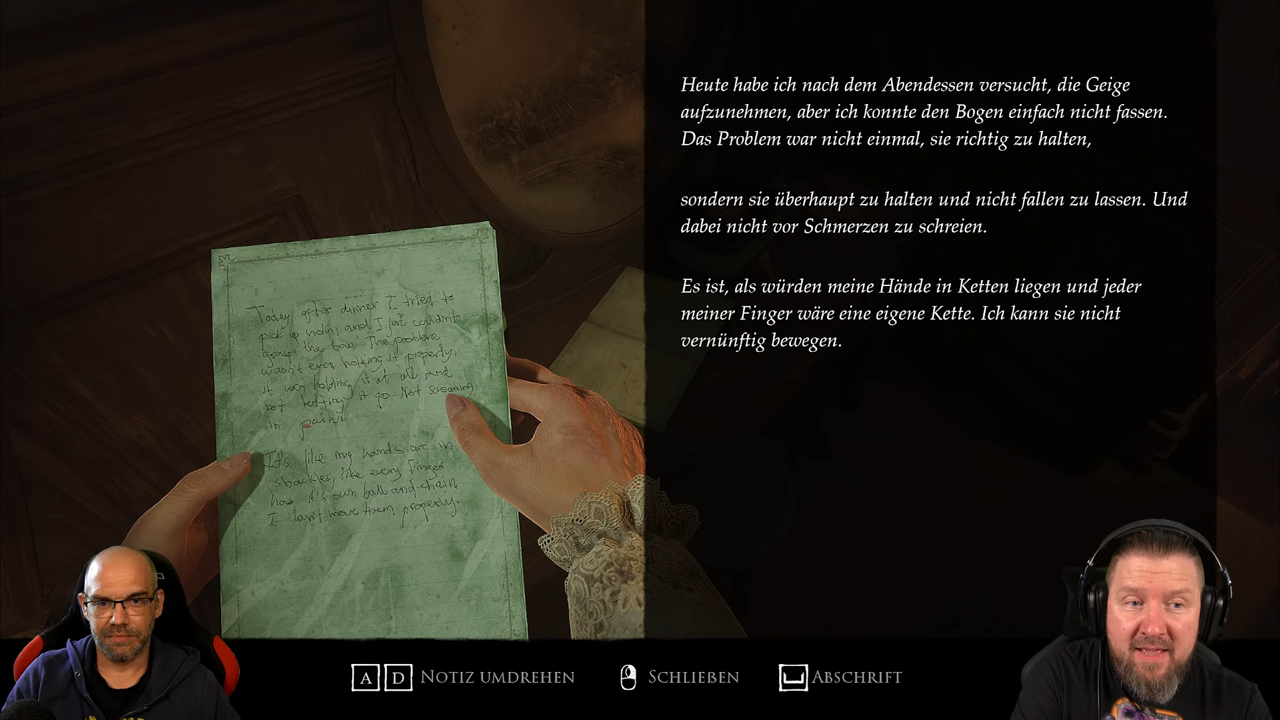 Heute habe ich nach dem Abendessen versucht, die Geige
aufzunehmen, aber ich konnte den Bogen einfach nicht fassen.
Das Problem war nicht einmal, sie richtig zu halten,
sondern sie überhaupt zu halten und nicht fallen zu lassen. Und
dabei nicht vor Schmerzen zu schreien.
Es ist, als würden meine Hände in Ketten liegen und jeder
meiner Finger wäre eine eigene Kette. Ich kann sie nicht
vernünftig bewegen.
Today after dinner I tried to
pick a violin, and I just couldn't
the bow. The problem
wasn't even holding it properly,
it was holding it at all and
not letting it go. Not screaming
in pain.
It's like my hands are in
shackles, like every finger
has it's own ball and chain
I can't move them properly.
A D NOTIZ UMDREHEN SCHLIEẞEN ABSCHRIFT